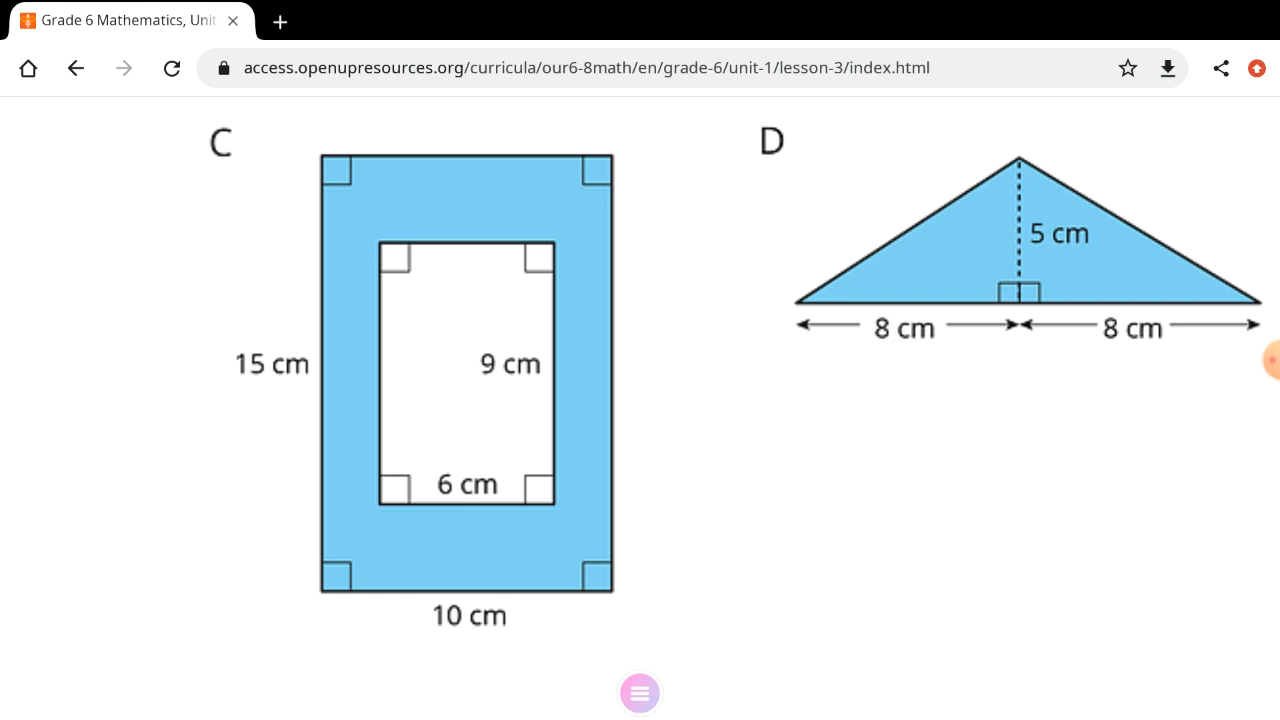 Grade 6 Mathematics, Unit
access.openupresources.org/curricula/our6-8math/en/grade-6/unit-1/lesson-3/index.html
C
15 cm
9 cm
6 cm
10 cm
D
5 cm
8 cm 8 cm